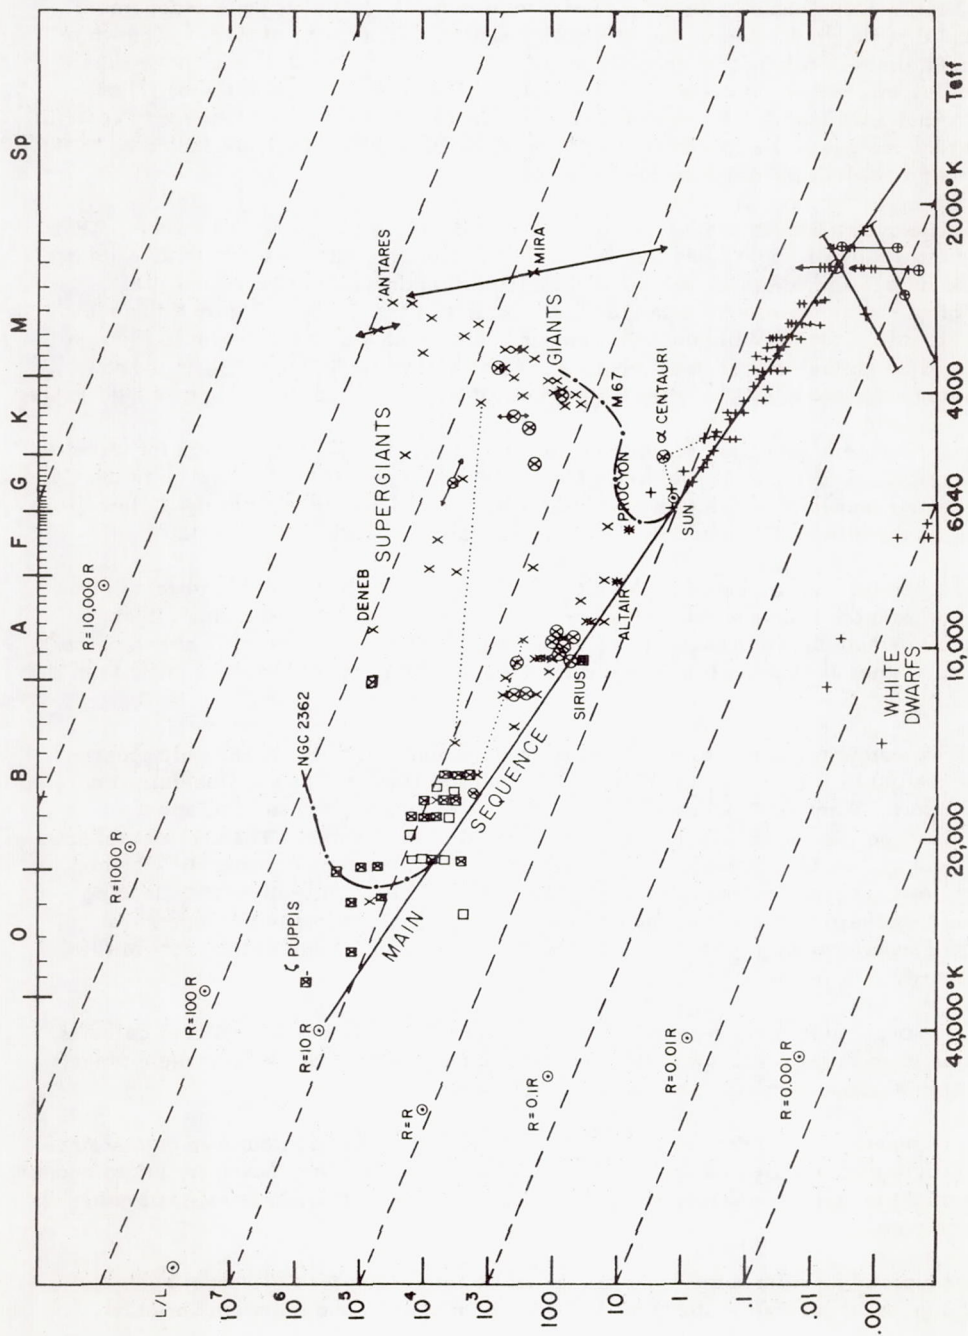 Sp
O B A F G K M
L/L☉
10⁷
10⁶
10⁵
10⁴
10³
100
10
1
.1
.01
.001
R=10,000 R☉
R=1000 R☉
R=100 R☉
R=10 R☉
R=R☉
R=0.1R☉
R=0.01R☉
R=0.001R☉
ζ PUPPIS
NGC 2362
DENEB
SUPERGIANTS
ANTARES
MIRA
GIANTS
M 67
PROCYON
α CENTAURI
SUN
ALTAIR
SIRIUS
MAIN SEQUENCE
WHITE
DWARFS
40,000°K 20,000 10,000 6040 4000 2000°K Teff